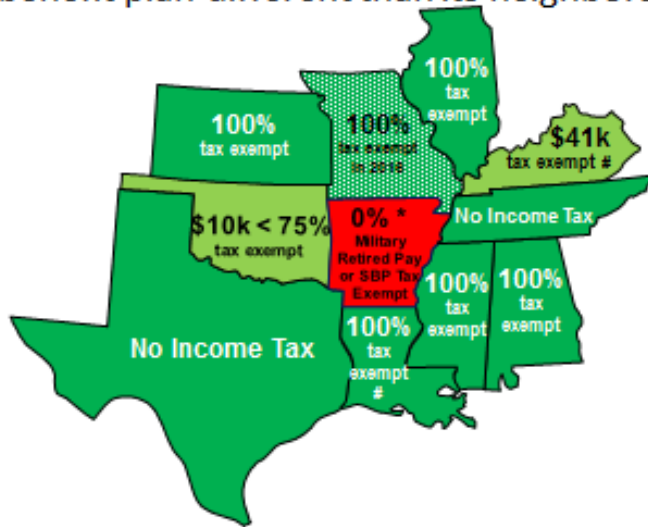 100%
tax
exempt
100%
tax exempt
100%
tax exempt
in 2016
$41k
tax exempt #
$10k < 75%
tax exempt
0% *
Military
Retired Pay
or SBP Tax
Exempt
No Income Tax
100%
tax
exempt
100%
tax
exempt
No Income Tax
100%
tax
exempt
#